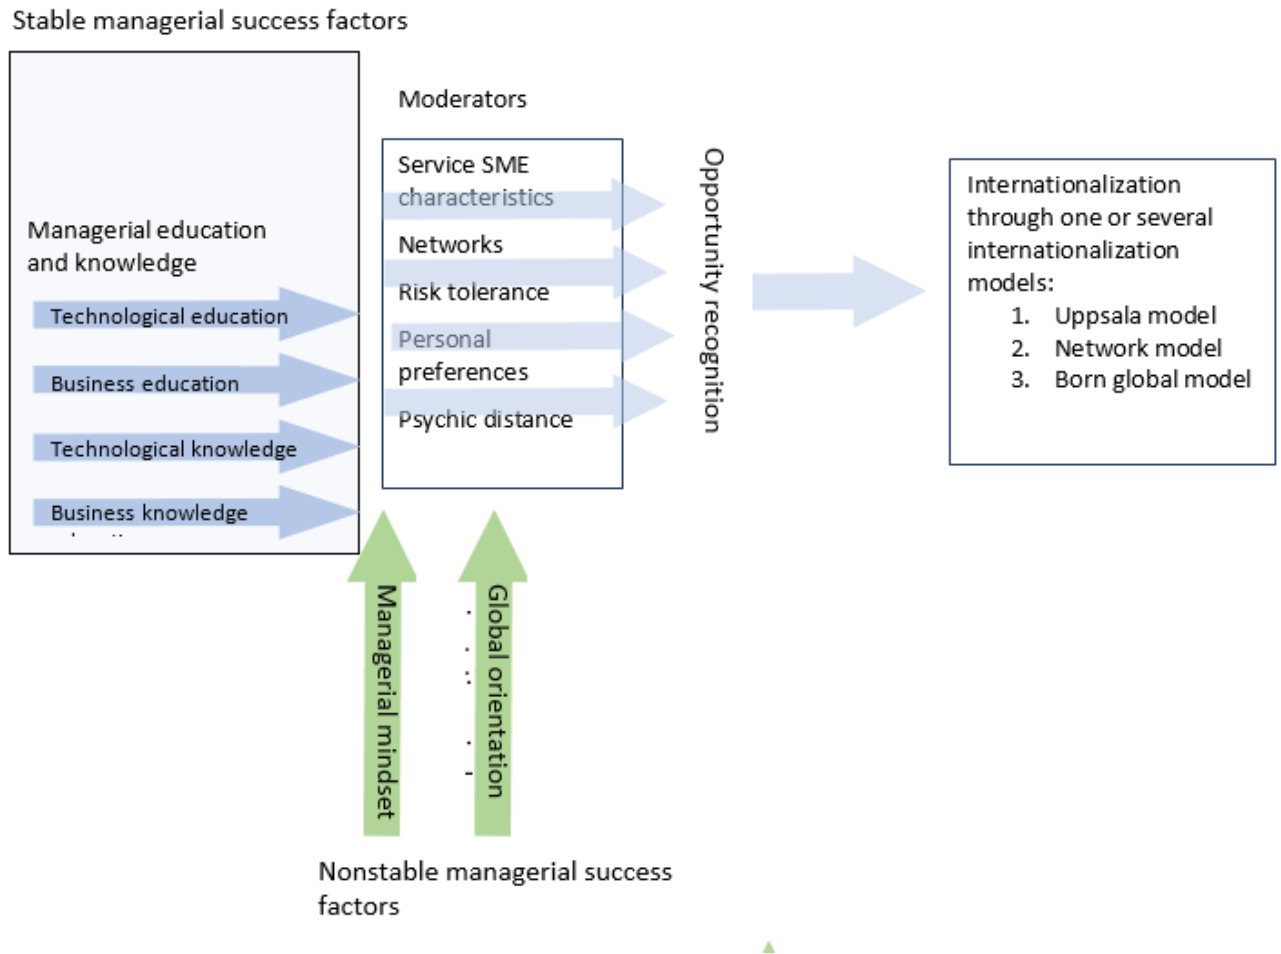 Stable managerial success factors
Managerial education
and knowledge
Technological education
Business education
Technological knowledge
Business knowledge
Moderators
Service SME
characteristics
Networks
Risk tolerance
Personal
preferences
Psychic distance
Opportunity recognition
Internationalization
through one or several
internationalization
models:
1. Uppsala model
2. Network model
3. Born global model
Managerial mindset
Global orientation
Nonstable managerial success
factors